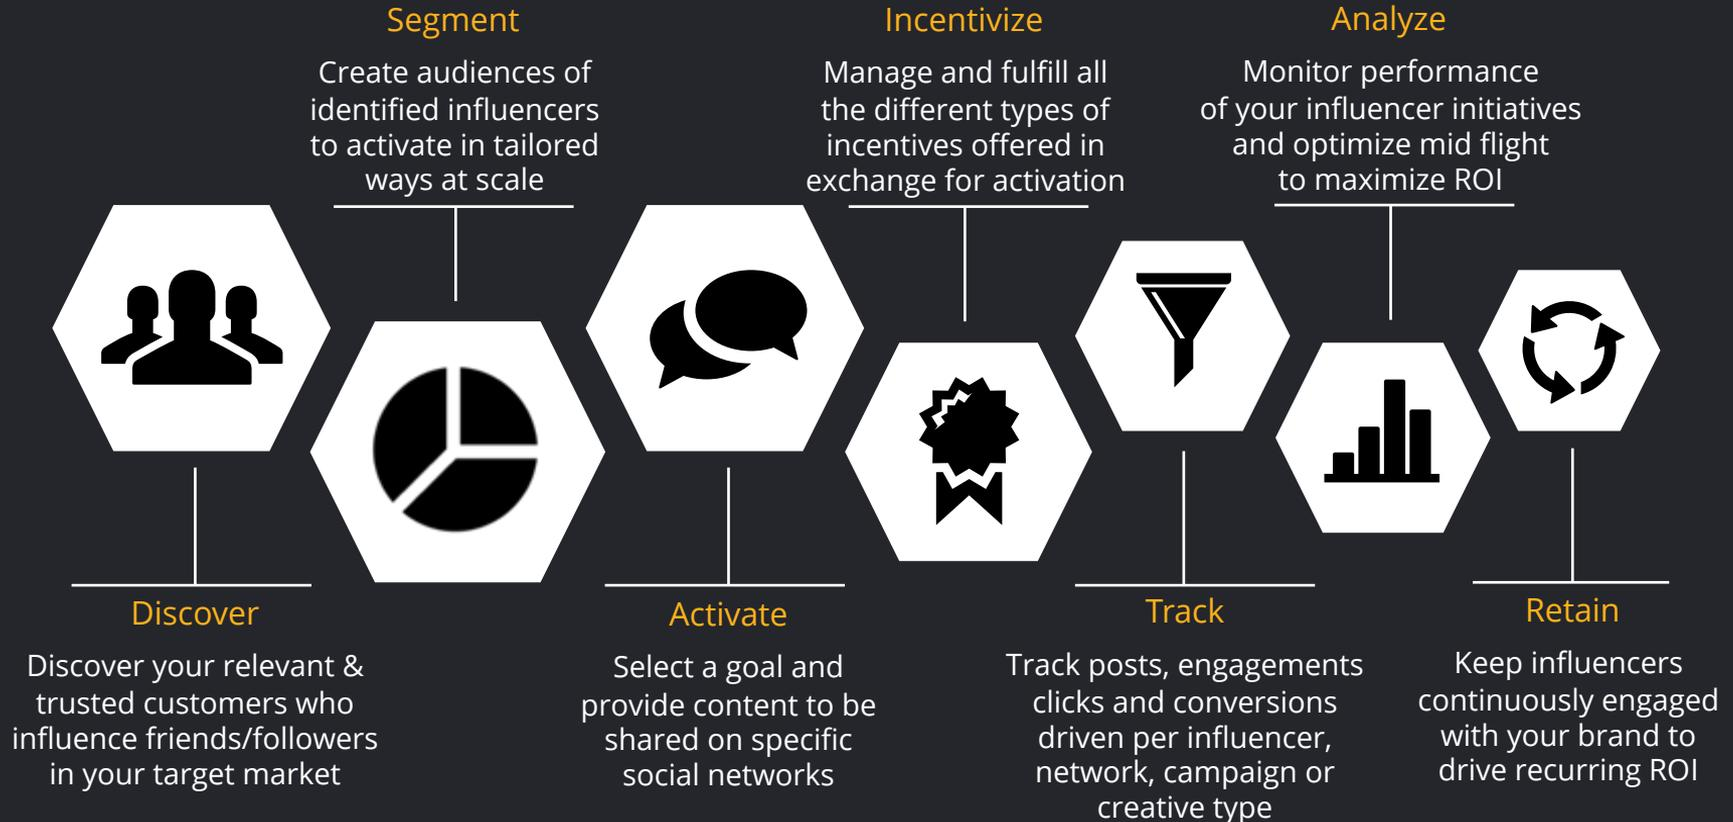 Segment
Create audiences of
identified influencers
to activate in tailored
ways at scale
Incentivize
Manage and fulfill all
the different types of
incentives offered in
exchange for activation
Analyze
Monitor performance
of your influencer initiatives
and optimize mid flight
to maximize ROI
Discover
Discover your relevant &
trusted customers who
influence friends/followers
in your target market
Activate
Select a goal and
provide content to be
shared on specific
social networks
Track
Track posts, engagements
clicks and conversions
driven per influencer,
network, campaign or
creative type
Retain
Keep influencers
continuously engaged
with your brand to
drive recurring ROI